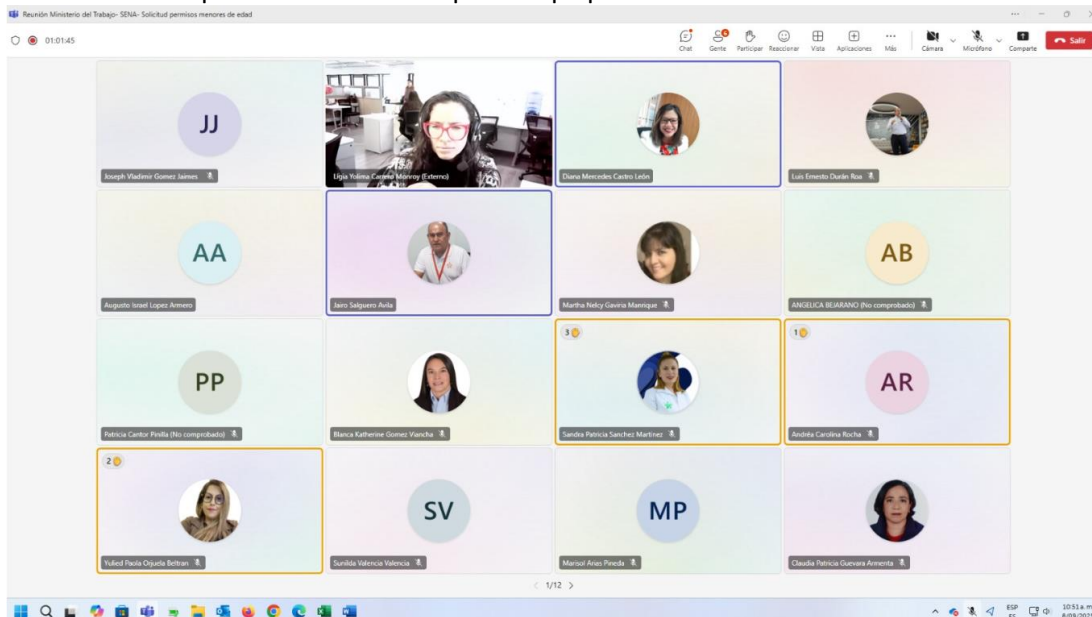 Reunión Ministerio del Trabajo- SENA- Solicitud permisos menores de edad
01:01:45
Chat
Gente
Participar
Reaccionar
Vista
Aplicaciones
Más
Cámara
Micrófono
Comparte
Salir
JJ
Joseph Vladimir Gomez Jaimes
Ligia Yolima Carreño Monroy (Externo)
Diana Mercedes Castro León
Luis Ernesto Durán Roa
AA
Augusto Israel Lopez Armero
Jairo Salguero Avila
Martha Nelcy Gaviria Manrique
AB
ANGELICA BEJARANO (No comprobado)
PP
Patricia Cantor Pinilla (No comprobado)
Blanca Katherine Gomez Viancha
3
Sandra Patricia Sanchez Martinez
1
AR
Andréa Carolina Rocha
2
Yulied Paola Orjuela Beltran
SV
Sunilda Valencia Valencia
MP
Marisol Arias Pineda
Claudia Patricia Guevara Armenta
1/12
ESP
ES
10:51 a.m.